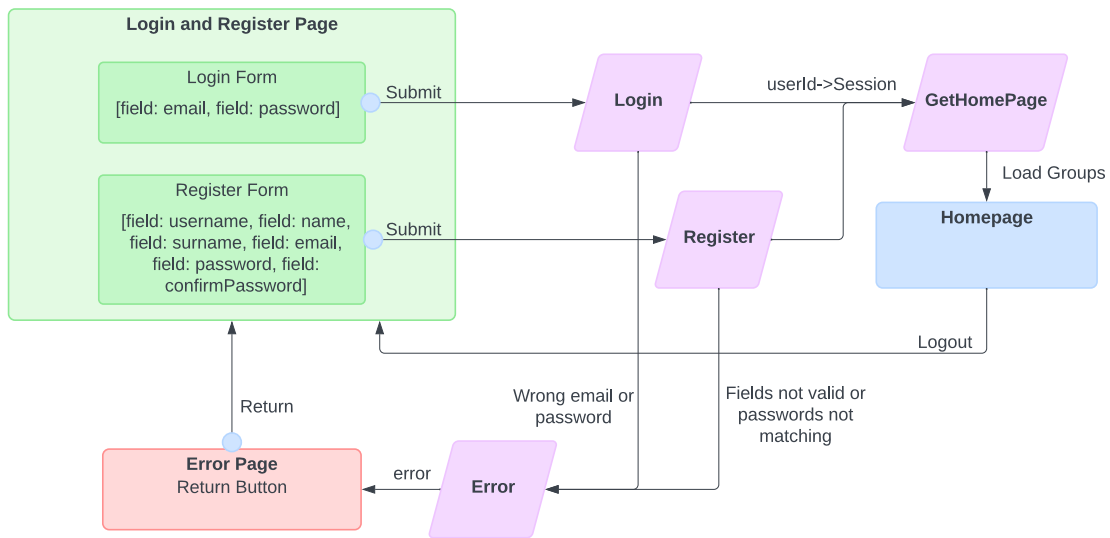 Login and Register Page
Login Form
[field: email, field: password]
Submit
Login
userId->Session
GetHomePage
Load Groups
Register Form
[field: username, field: name,
field: surname, field: email,
field: password, field:
confirmPassword]
Submit
Register
Homepage
Logout
Return
Wrong email or
password
Fields not valid or
passwords not
matching
Error Page
Return Button
error
Error